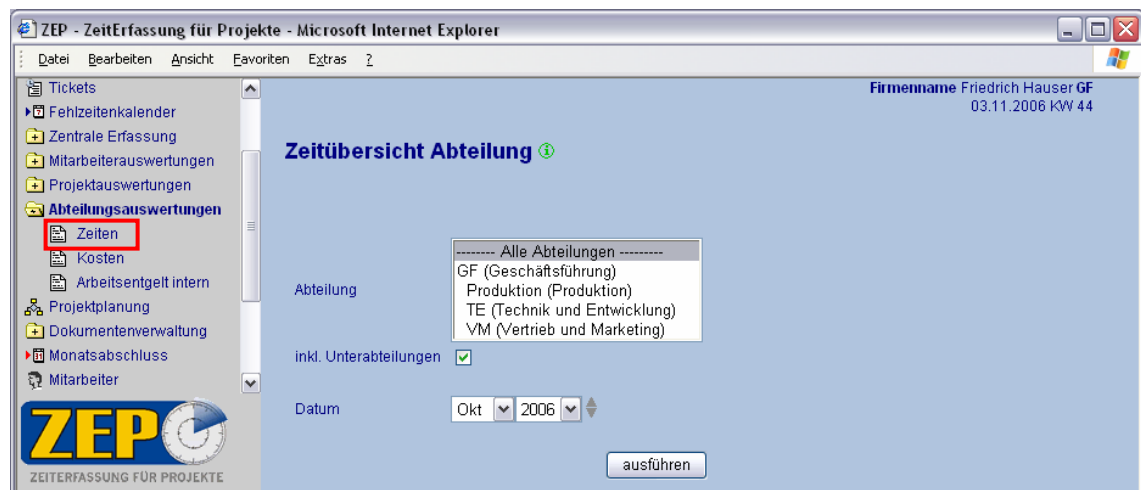 ZEP - ZeitErfassung für Projekte - Microsoft Internet Explorer
Datei Bearbeiten Ansicht Favoriten Extras ?
Tickets
Fehlzeitenkalender
Zentrale Erfassung
Mitarbeiterauswertungen
Projektauswertungen
Abteilungsauswertungen
Zeiten
Kosten
Arbeitsentgelt intern
Projektplanung
Dokumentenverwaltung
Monatsabschluss
Mitarbeiter
ZEP
ZEITERFASSUNG FÜR PROJEKTE
Firmenname Friedrich Hauser GF
03.11.2006 KW 44
Zeitübersicht Abteilung
Abteilung
-------- Alle Abteilungen ---------
GF (Geschäftsführung)
Produktion (Produktion)
TE (Technik und Entwicklung)
VM (Vertrieb und Marketing)
inkl. Unterabteilungen
Datum Okt 2006
ausführen